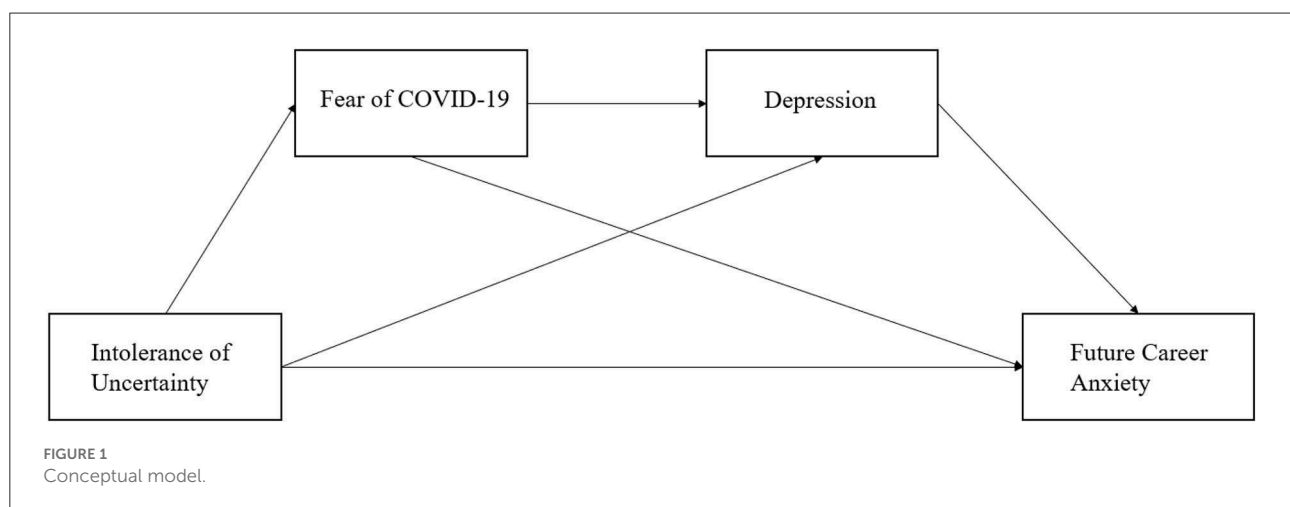 Fear of COVID-19
Depression
Intolerance of
Uncertainty
Future Career
Anxiety
FIGURE 1
Conceptual model.